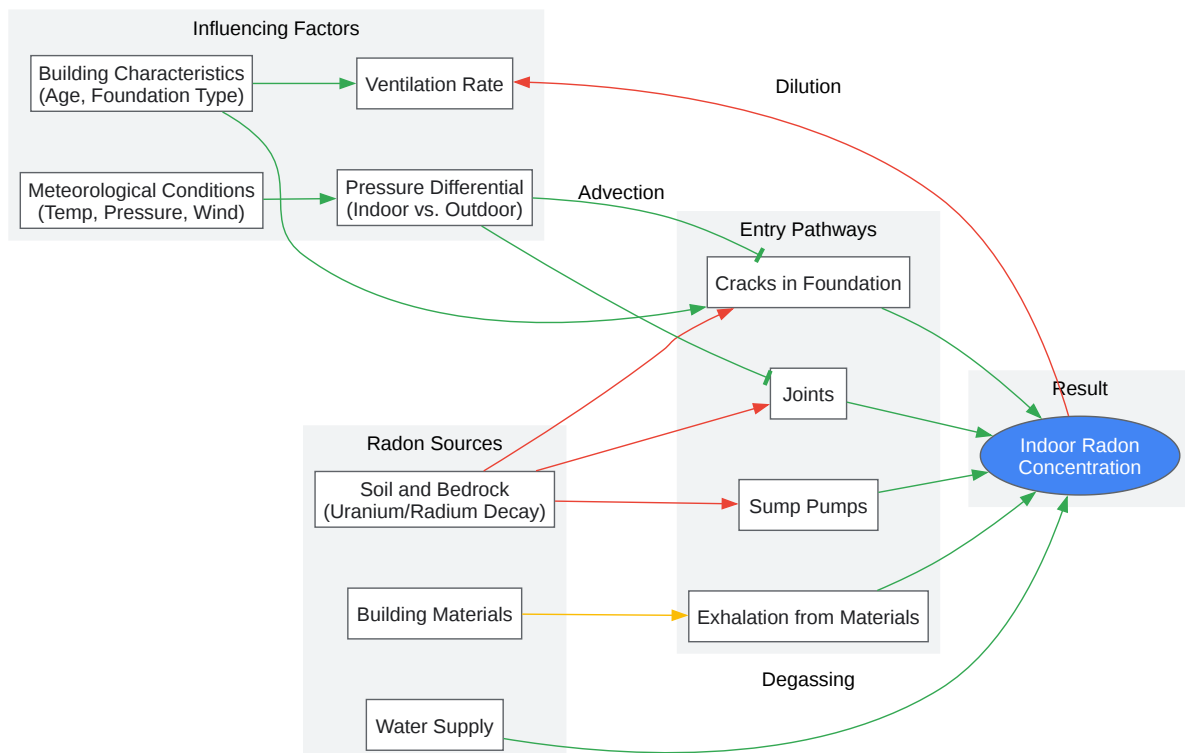 Influencing Factors
Building Characteristics
(Age, Foundation Type)
Ventilation Rate
Dilution
Meteorological Conditions
(Temp, Pressure, Wind)
Pressure Differential
(Indoor vs. Outdoor)
Advection
Entry Pathways
Cracks in Foundation
Joints
Sump Pumps
Exhalation from Materials
Result
Indoor Radon
Concentration
Radon Sources
Soil and Bedrock
(Uranium/Radium Decay)
Building Materials
Water Supply
Degassing